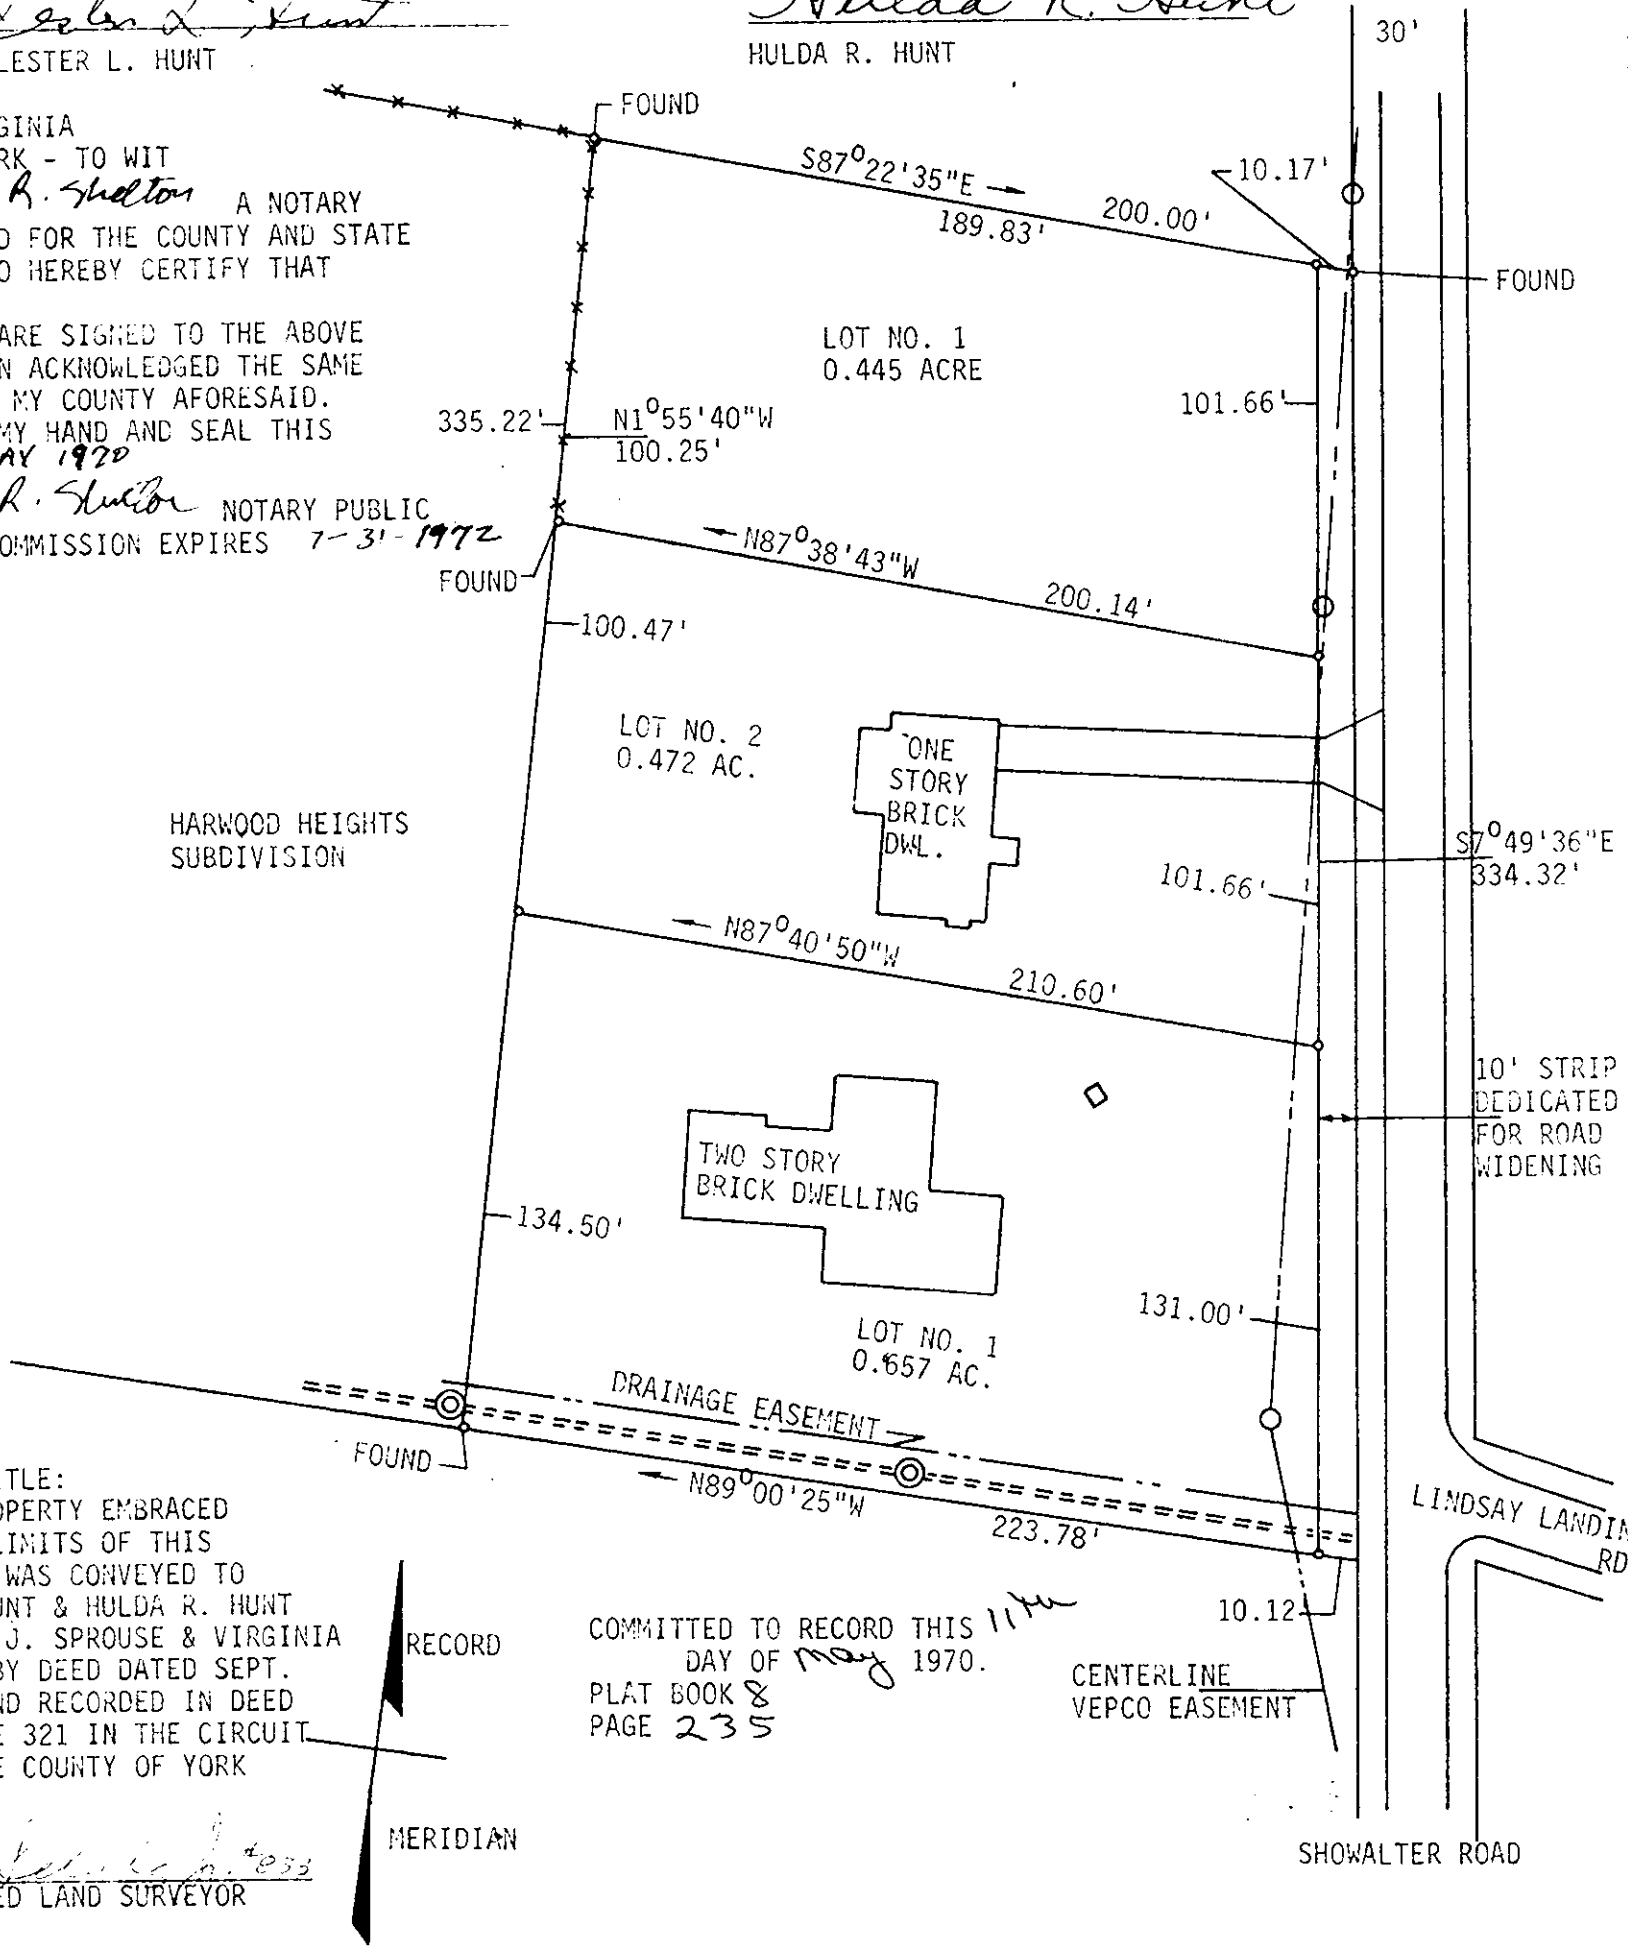 Lester L. Hunt
LESTER L. HUNT
Hulda R. Hunt
HULDA R. HUNT
30'
GINIA
RK - TO WIT
R. Shelton A NOTARY
D FOR THE COUNTY AND STATE
O HEREBY CERTIFY THAT
ARE SIGNED TO THE ABOVE
N ACKNOWLEDGED THE SAME
MY COUNTY AFORESAID.
MY HAND AND SEAL THIS
AY 1970
R. Shelton NOTARY PUBLIC
OMMISSION EXPIRES 7-31-1972
FOUND
S87°22'35"E
189.83'
200.00'
10.17'
FOUND
LOT NO. 1
0.445 ACRE
101.66'
335.22'
N1°55'40"W
100.25'
FOUND
N87°38'43"W
200.14'
100.47'
LOT NO. 2
0.472 AC.
ONE
STORY
BRICK
DWL.
HARWOOD HEIGHTS
SUBDIVISION
S7°49'36"E
334.32'
101.66'
N87°40'50"W
210.60'
10' STRIP
DEDICATED
FOR ROAD
WIDENING
TWO STORY
BRICK DWELLING
134.50'
131.00'
LOT NO. 1
0.657 AC.
DRAINAGE EASEMENT
FOUND
N89°00'25"W
223.78'
LINDSAY LANDIN
RD
10.12
TLE:
OPERTY EMBRACED
LIMITS OF THIS
WAS CONVEYED TO
UNT & HULDA R. HUNT
J. SPROUSE & VIRGINIA
BY DEED DATED SEPT.
ND RECORDED IN DEED
E 321 IN THE CIRCUIT
E COUNTY OF YORK
ED LAND SURVEYOR
RECORD
MERIDIAN
COMMITTED TO RECORD THIS 11th
DAY OF May 1970.
PLAT BOOK 8
PAGE 235
CENTERLINE
VEPCO EASEMENT
SHOWALTER ROAD